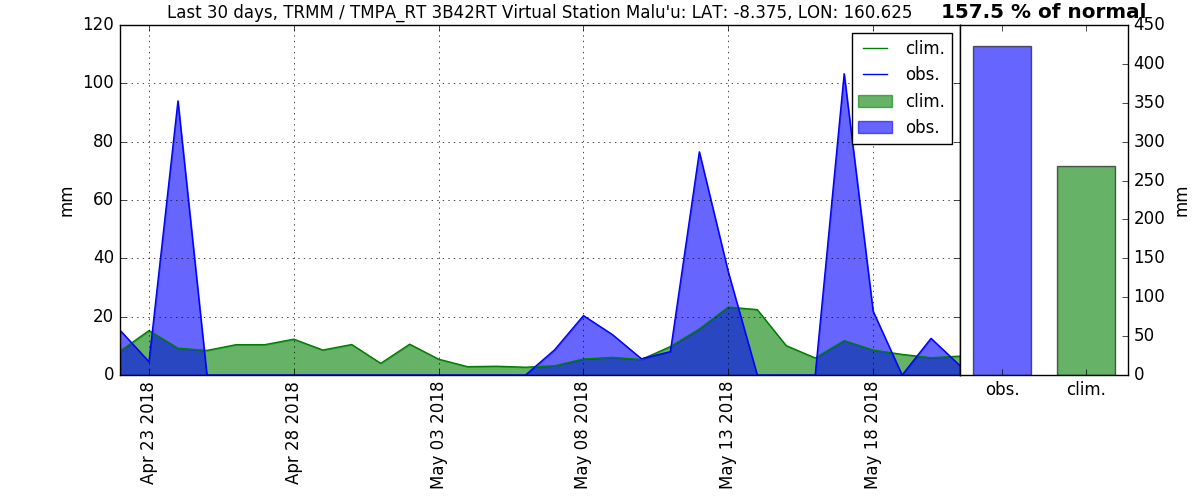 Last 30 days, TRMM / TMPA_RT 3B42RT Virtual Station Malu'u: LAT: -8.375, LON: 160.625
157.5 % of normal
120
100
80
60
40
20
0
mm
clim.
obs.
clim.
obs.
Apr 23 2018
Apr 28 2018
May 03 2018
May 08 2018
May 13 2018
May 18 2018
450
400
350
300
250
200
150
100
50
0
mm
obs.
clim.